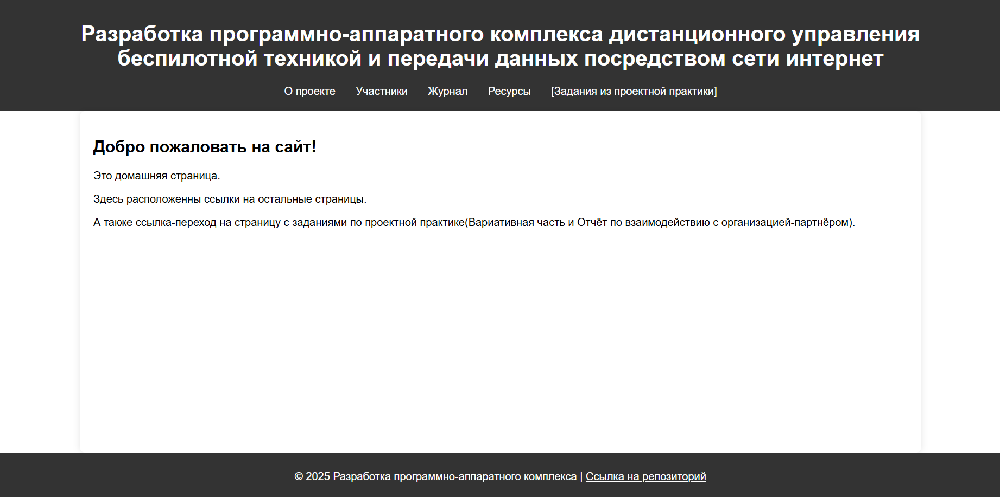 Разработка программно-аппаратного комплекса дистанционного управления
беспилотной техникой и передачи данных посредством сети интернет
О проекте Участники Журнал Ресурсы [Задания из проектной практики]
Добро пожаловать на сайт!
Это домашняя страница.
Здесь расположенны ссылки на остальные страницы.
А также ссылка-переход на страницу с заданиями по проектной практике(Вариативная часть и Отчёт по взаимодействию с организацией-партнёром).
© 2025 Разработка программно-аппаратного комплекса | Ссылка на репозиторий